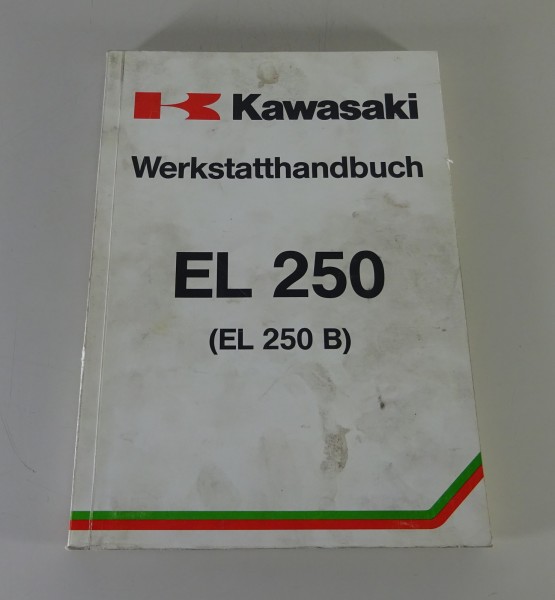 Kawasaki
Werkstatthandbuch
EL 250
(EL 250 B)